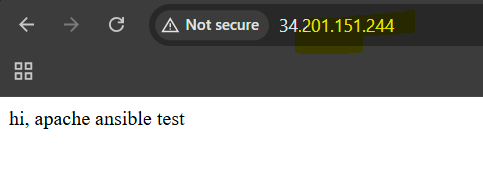 Not secure 34.201.151.244
hi, apache ansible test